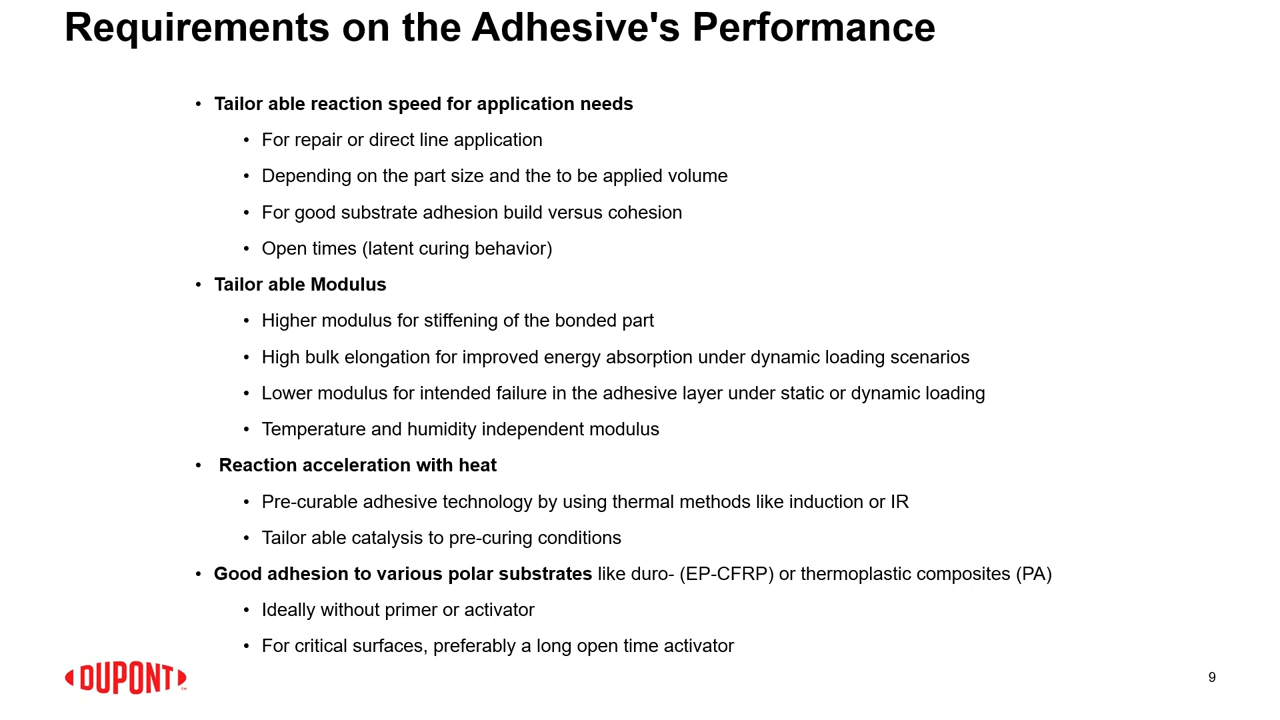 Requirements on the Adhesive's Performance
• Tailor able reaction speed for application needs
• For repair or direct line application
• Depending on the part size and the to be applied volume
• For good substrate adhesion build versus cohesion
• Open times (latent curing behavior)
• Tailor able Modulus
• Higher modulus for stiffening of the bonded part
• High bulk elongation for improved energy absorption under dynamic loading scenarios
• Lower modulus for intended failure in the adhesive layer under static or dynamic loading
• Temperature and humidity independent modulus
• Reaction acceleration with heat
• Pre-curable adhesive technology by using thermal methods like induction or IR
• Tailor able catalysis to pre-curing conditions
• Good adhesion to various polar substrates like duro- (EP-CFRP) or thermoplastic composites (PA)
• Ideally without primer or activator
• For critical surfaces, preferably a long open time activator
DUPONT™
9